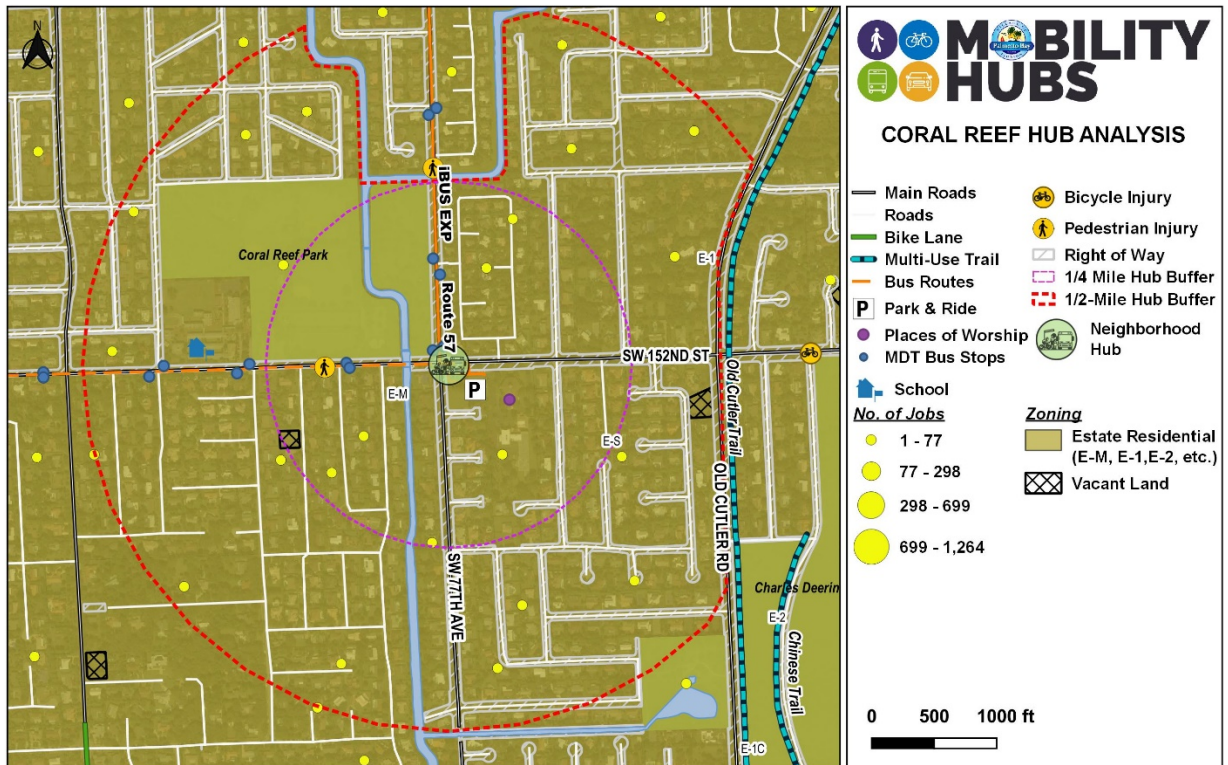 N
iBUS EXP
Route 57
Coral Reef Park
E-1
SW 152ND ST
E-M
P
E-S
Old Cutler Trail
OLD CUTLER RD
SW 77TH AVE
Charles Deerin
E-2
Chinese Trail
E-1C
MOBILITY
Palmetto Bay
HUBS
CORAL REEF HUB ANALYSIS
Main Roads
Roads
Bike Lane
Multi-Use Trail
Bus Routes
P Park & Ride
Places of Worship
MDT Bus Stops
School
No. of Jobs
1 - 77
77 - 298
298 - 699
699 - 1,264
Bicycle Injury
Pedestrian Injury
Right of Way
1/4 Mile Hub Buffer
1/2-Mile Hub Buffer
Neighborhood
Hub
Zoning
Estate Residential
(E-M, E-1,E-2, etc.)
Vacant Land
0 500 1000 ft